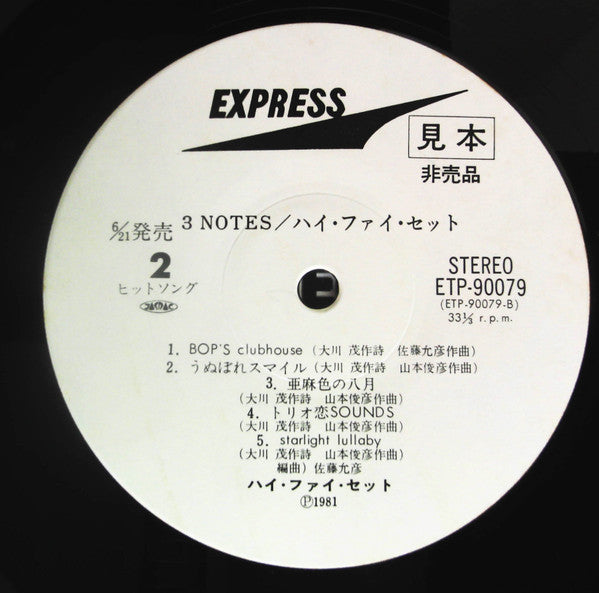 EXPRESS
見本
非売品
6/21発売
3 NOTES/ハイ・ファイ・セット
2
ヒットソング
STEREO
ETP-90079
(ETP-90079-B)
33⅓ r.p.m.
1. BOP'S clubhouse (大川 茂作詩 佐藤允彦作曲)
2. うぬぼれスマイル (大川 茂作詩 山本俊彦作曲)
3. 亜麻色の八月
(大川 茂作詩 山本俊彦作曲)
4. トリオ恋SOUNDS
(大川 茂作詩 山本俊彦作曲)
5. starlight lullaby
(大川 茂作詩 山本俊彦作曲)
編曲) 佐藤允彦
ハイ・ファイ・セット
Ⓟ1981